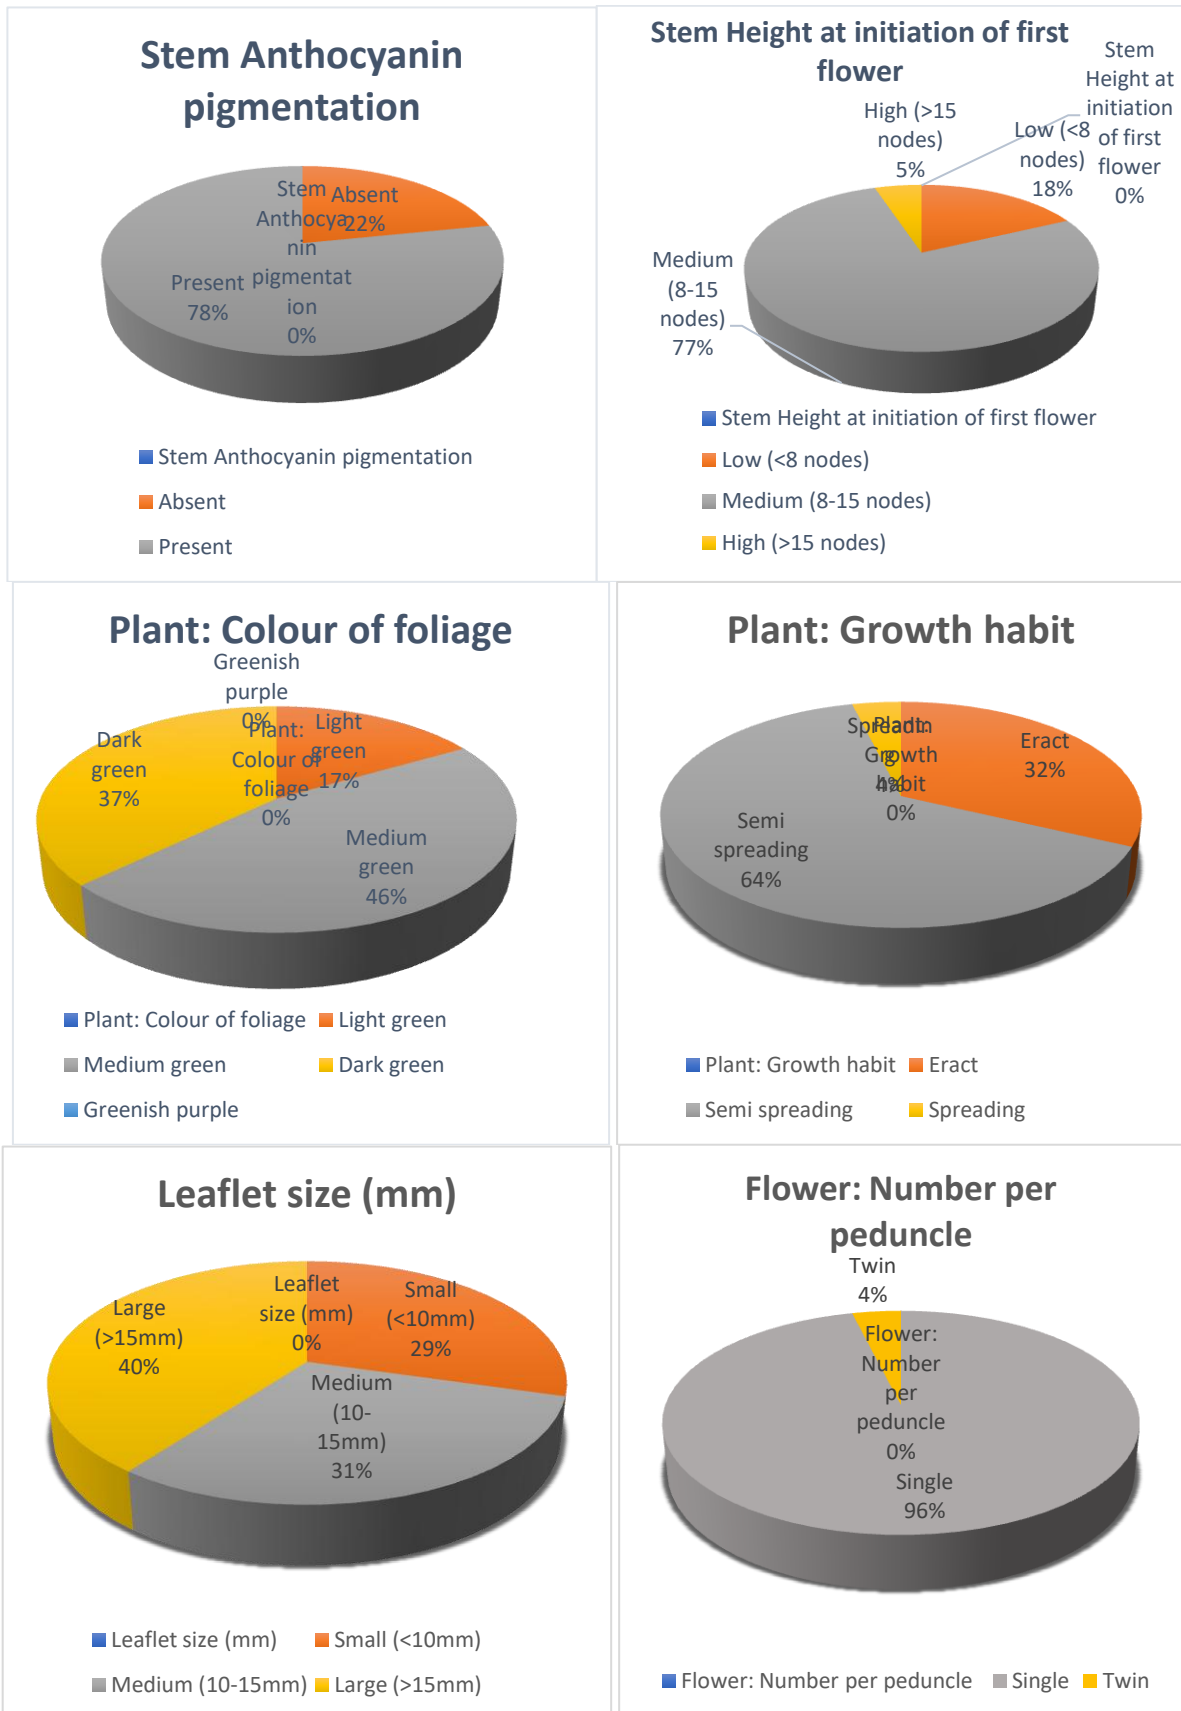 Stem Anthocyanin
pigmentation
Stem
Anthocya
nin
pigmentat
ion
0%
Absent
22%
Present
78%
Stem Anthocyanin pigmentation
Absent
Present
Stem Height at initiation of first
flower
Stem
Height at
initiation
of first
flower
0%
Low (<8
nodes)
18%
Medium
(8-15
nodes)
77%
High (>15
nodes)
5%
Stem Height at initiation of first flower
Low (<8 nodes)
Medium (8-15 nodes)
High (>15 nodes)
Plant: Colour of foliage
Plant:
Colour of
foliage
0%
Light
green
17%
Medium
green
46%
Dark
green
37%
Greenish
purple
0%
Plant: Colour of foliage
Light green
Medium green
Dark green
Greenish purple
Plant: Growth habit
Plant:
Growth
habit
0%
Eract
32%
Semi
spreading
64%
Spreadin
g
4%
Plant: Growth habit
Eract
Semi spreading
Spreading
Leaflet size (mm)
Leaflet
size (mm)
0%
Small
(<10mm)
29%
Medium
(10-
15mm)
31%
Large
(>15mm)
40%
Leaflet size (mm)
Small (<10mm)
Medium (10-15mm)
Large (>15mm)
Flower: Number per
peduncle
Twin
4%
Flower:
Number
per
peduncle
0%
Single
96%
Flower: Number per peduncle
Single
Twin